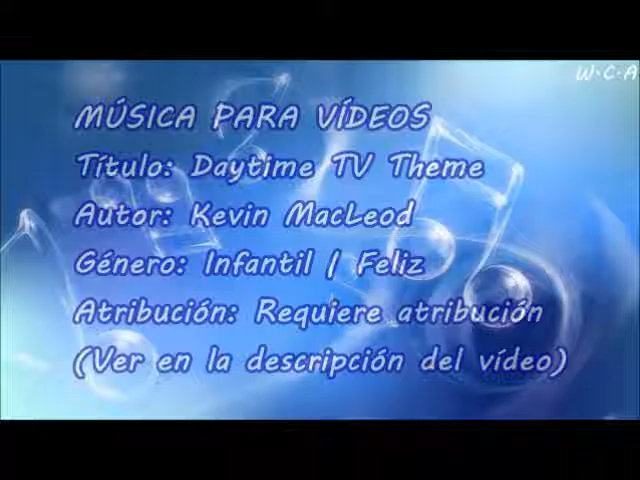 W·C·A
MÚSICA PARA VÍDEOS
Título: Daytime TV Theme
Autor: Kevin MacLeod
Género: Infantil / Feliz
Atribución: Requiere atribución
(Ver en la descripción del vídeo)